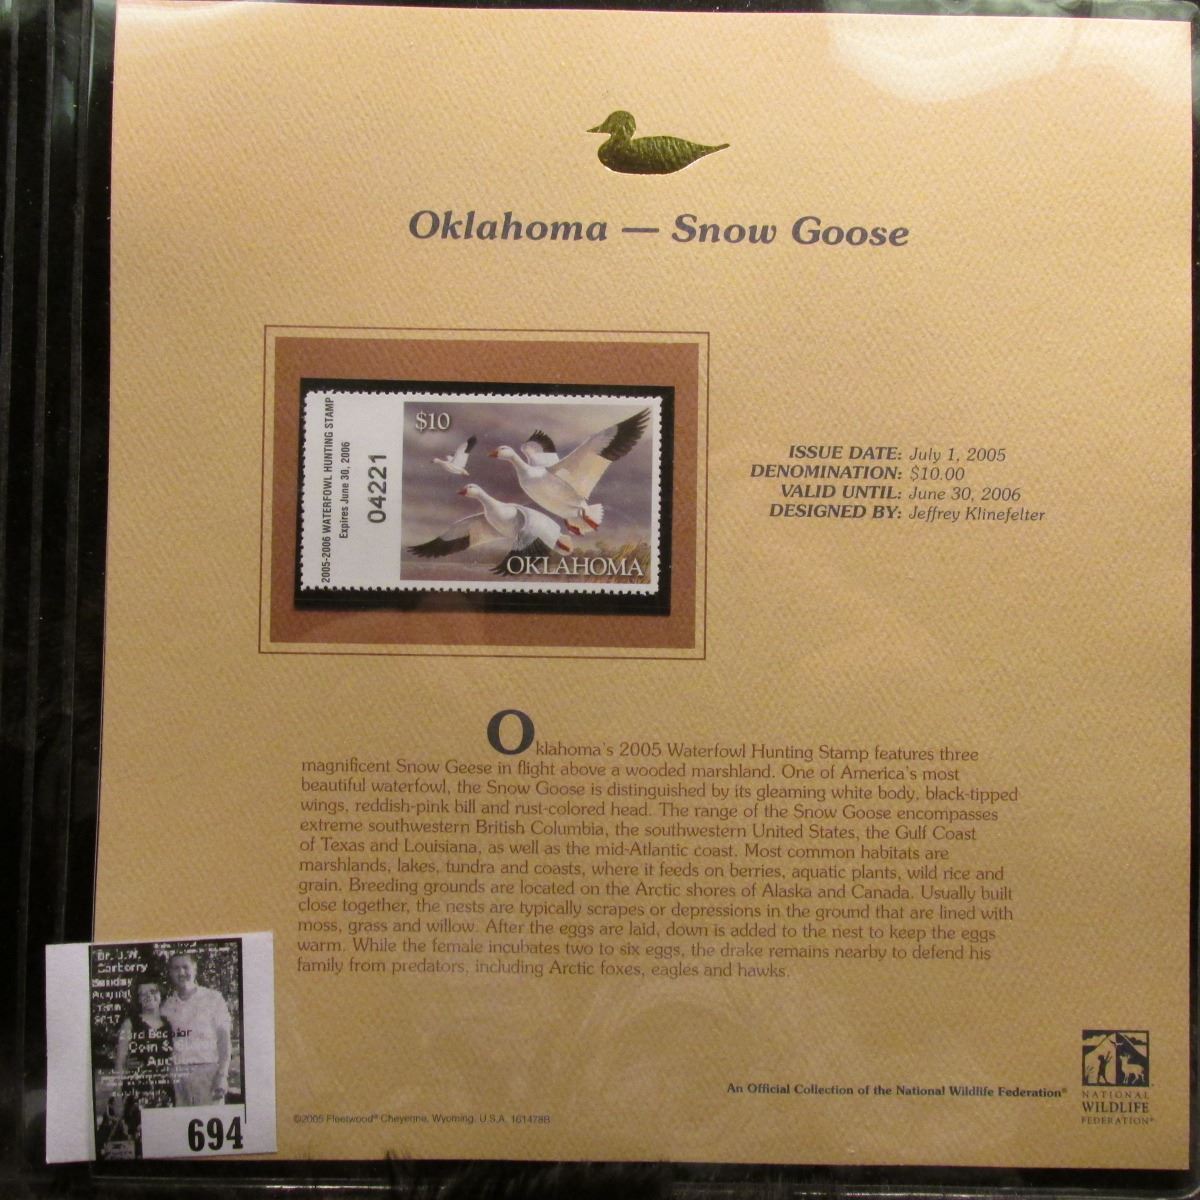 Oklahoma — Snow Goose
2005-2006 WATERFOWL HUNTING STAMP
Expires June 30, 2006
04221
$10
OKLAHOMA
ISSUE DATE: July 1, 2005
DENOMINATION: $10.00
VALID UNTIL: June 30, 2006
DESIGNED BY: Jeffrey Klinefelter
Oklahoma's 2005 Waterfowl Hunting Stamp features three
magnificent Snow Geese in flight above a wooded marshland. One of America's most
beautiful waterfowl, the Snow Goose is distinguished by its gleaming white body, black-tipped
wings, reddish-pink bill and rust-colored head. The range of the Snow Goose encompasses
extreme southwestern British Columbia, the southwestern United States, the Gulf Coast
of Texas and Louisiana, as well as the mid-Atlantic coast. Most common habitats are
marshlands, lakes, tundra and coasts, where it feeds on berries, aquatic plants, wild rice and
grain. Breeding grounds are located on the Arctic shores of Alaska and Canada. Usually built
close together, the nests are typically scrapes or depressions in the ground that are lined with
moss, grass and willow. After the eggs are laid, down is added to the nest to keep the eggs
warm. While the female incubates two to six eggs, the drake remains nearby to defend his
family from predators, including Arctic foxes, eagles and hawks.
Dr. J.W.
Sunday
Coin &
694
©2005 Fleetwood® Cheyenne, Wyoming, U.S.A. 161478B
An Official Collection of the National Wildlife Federation®
NATIONAL
WILDLIFE
FEDERATION®